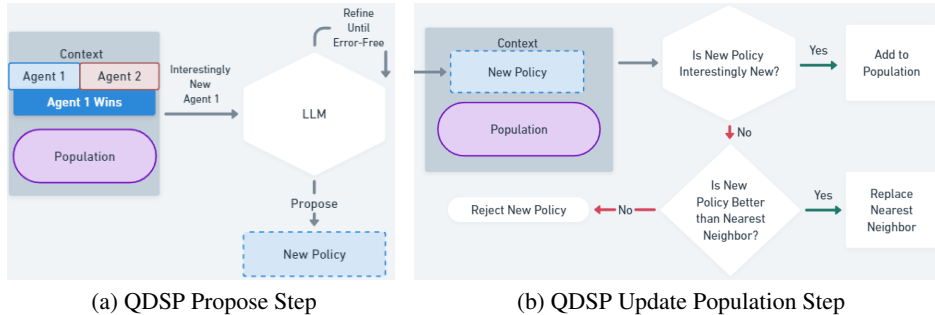 Context
Agent 1
Agent 2
Agent 1 Wins
Population
Interestingly
New
Agent 1
Refine
Until
Error-Free
LLM
Propose
New Policy
(a) QDSP Propose Step
Context
New Policy
Population
Is New Policy
Interestingly New?
Yes
Add to
Population
No
Is New
Policy Better
than Nearest
Neighbor?
Yes
Replace
Nearest
Neighbor
No
Reject New Policy
(b) QDSP Update Population Step